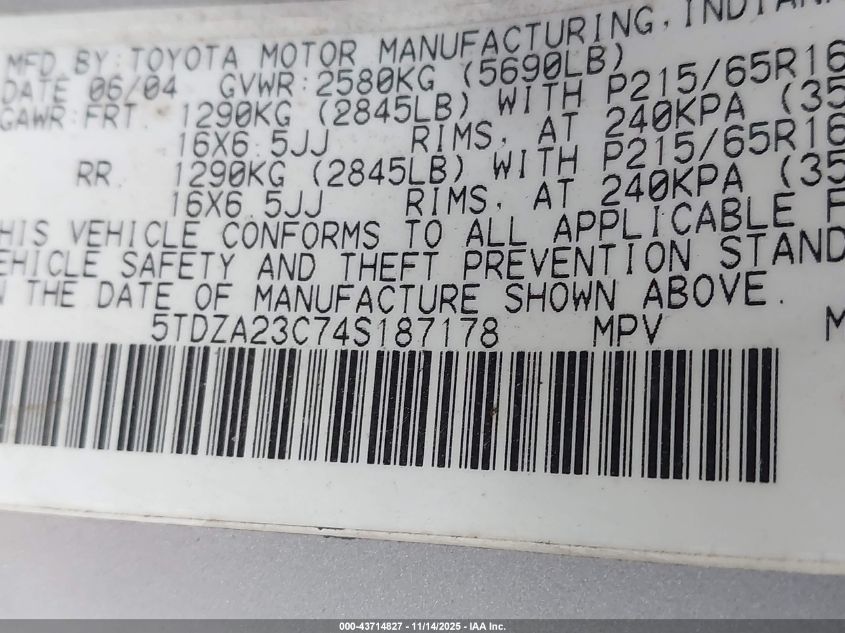 MFD BY: TOYOTA MOTOR MANUFACTURING, INDIANA
DATE 06/04 GVWR: 2580KG (5690LB)
GAWR: FRT. 1290KG (2845LB) WITH P215/65R16
16X6.5JJ RIMS, AT 240KPA (35
RR. 1290KG (2845LB) WITH P215/65R16
16X6.5JJ RIMS, AT 240KPA (35
HIS VEHICLE CONFORMS TO ALL APPLICABLE F
EHICLE SAFETY AND THEFT PREVENTION STAND
N THE DATE OF MANUFACTURE SHOWN ABOVE.
5TDZA23C74S187178 MPV M
000-43714827 - 11/14/2025 - IAA Inc.